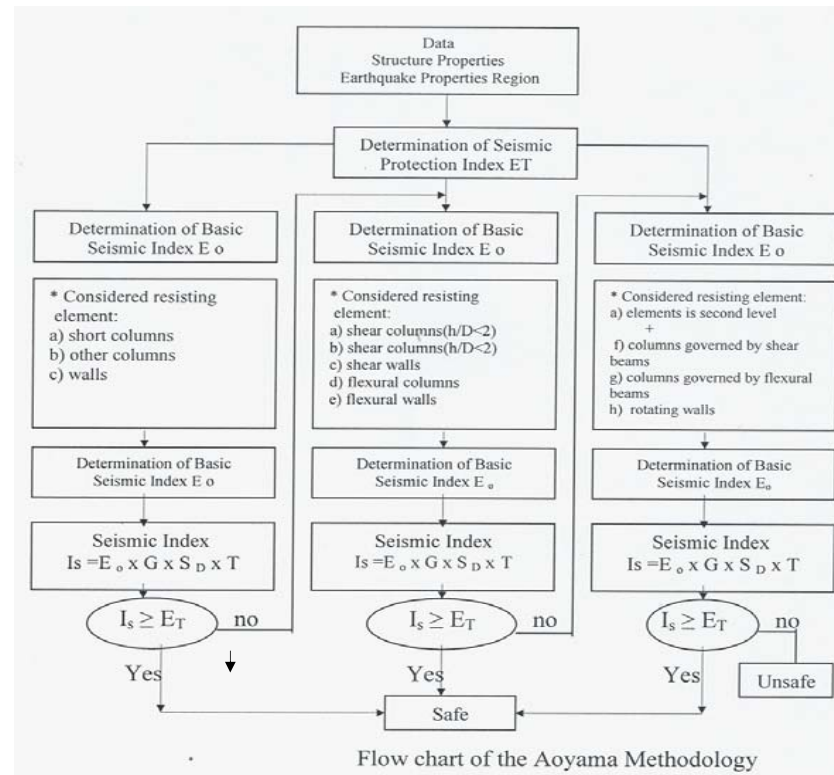 Data
Structure Properties
Earthquake Properties Region
Determination of Seismic
Protection Index ET
Determination of Basic
Seismic Index E o
* Considered resisting
element:
a) short columns
b) other columns
c) walls
Determination of Basic
Seismic Index E o
Seismic Index
Is =E o x G x S D x T
Is ≥ ET
no
Yes
Determination of Basic
Seismic Index E o
* Considered resisting
element:
a) shear columns(h/D<2)
b) shear columns(h/D<2)
c) shear walls
d) flexural columns
e) flexural walls
Determination of Basic
Seismic Index E o
Seismic Index
Is =E o x G x S D x T
Is ≥ ET
no
Yes
Determination of Basic
Seismic Index E o
* Considered resisting element:
a) elements is second level
+
f) columns governed by shear
beams
g) columns governed by flexural
beams
h) rotating walls
Determination of Basic
Seismic Index Eo
Seismic Index
Is =E o x G x S D x T
Is ≥ ET
no
Yes
Unsafe
Safe
Flow chart of the Aoyama Methodology